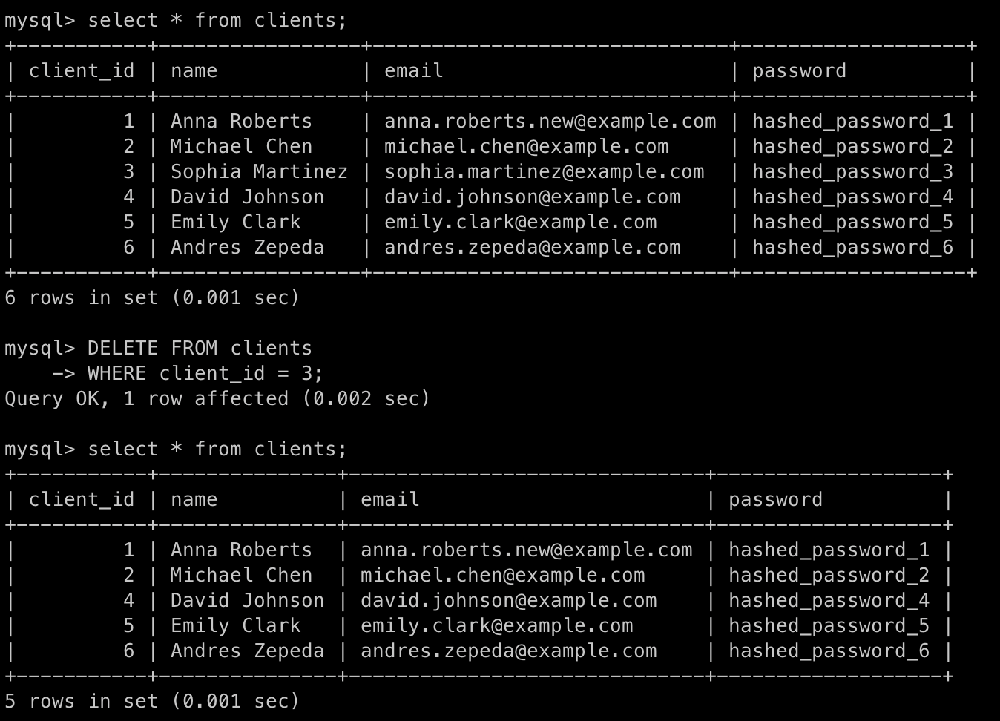 mysql> select * from clients;
+-----------+----------------+------------------------------+-------------------+
| client_id | name           | email                        | password          |
+-----------+----------------+------------------------------+-------------------+
|         1 | Anna Roberts   | anna.roberts.new@example.com | hashed_password_1 |
|         2 | Michael Chen   | michael.chen@example.com     | hashed_password_2 |
|         3 | Sophia Martinez | sophia.martinez@example.com  | hashed_password_3 |
|         4 | David Johnson  | david.johnson@example.com    | hashed_password_4 |
|         5 | Emily Clark    | emily.clark@example.com      | hashed_password_5 |
|         6 | Andres Zepeda  | andres.zepeda@example.com    | hashed_password_6 |
+-----------+----------------+------------------------------+-------------------+
6 rows in set (0.001 sec)

mysql> DELETE FROM clients
    -> WHERE client_id = 3;
Query OK, 1 row affected (0.002 sec)

mysql> select * from clients;
+-----------+---------------+------------------------------+-------------------+
| client_id | name          | email                        | password          |
+-----------+---------------+------------------------------+-------------------+
|         1 | Anna Roberts  | anna.roberts.new@example.com | hashed_password_1 |
|         2 | Michael Chen  | michael.chen@example.com     | hashed_password_2 |
|         4 | David Johnson | david.johnson@example.com    | hashed_password_4 |
|         5 | Emily Clark   | emily.clark@example.com      | hashed_password_5 |
|         6 | Andres Zepeda | andres.zepeda@example.com    | hashed_password_6 |
+-----------+---------------+------------------------------+-------------------+
5 rows in set (0.001 sec)